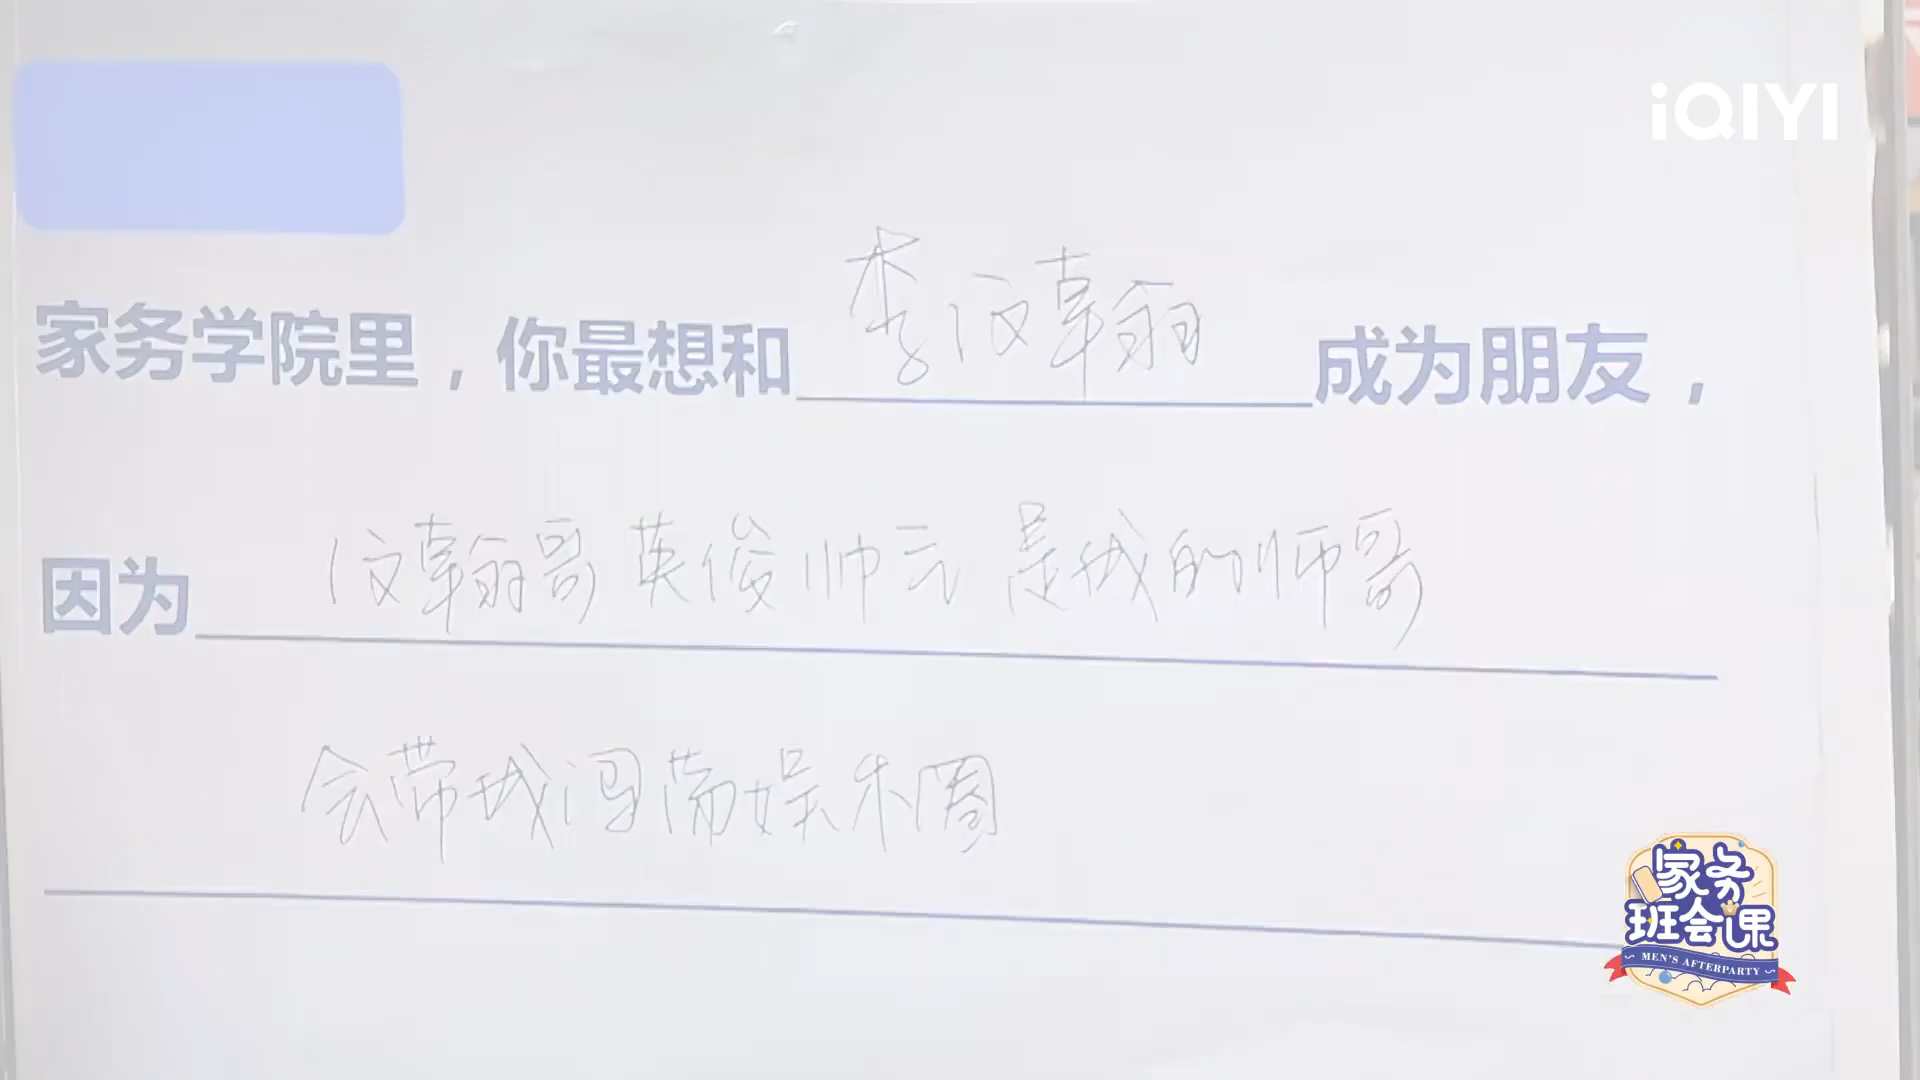 iQIYI
家务学院里，你最想和李汶翰成为朋友，
因为汶翰哥英俊帅气 是我的师哥
会带我闯荡娱乐圈
家务
班会课
MEN'S AFTERPARTY